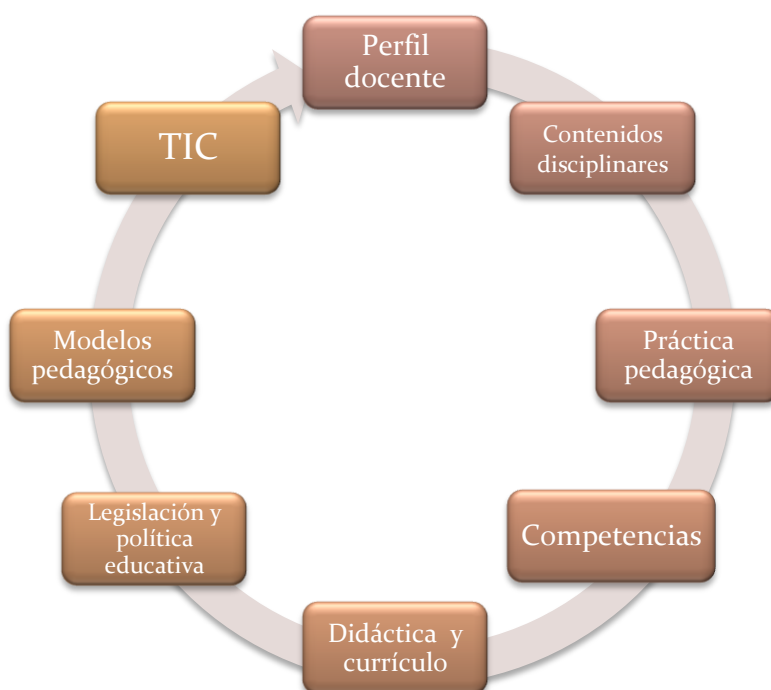 Perfil
docente
Contenidos
disciplinares
Práctica
pedagógica
Competencias
Didáctica y
currículo
Legislación y
política
educativa
Modelos
pedagógicos
TIC